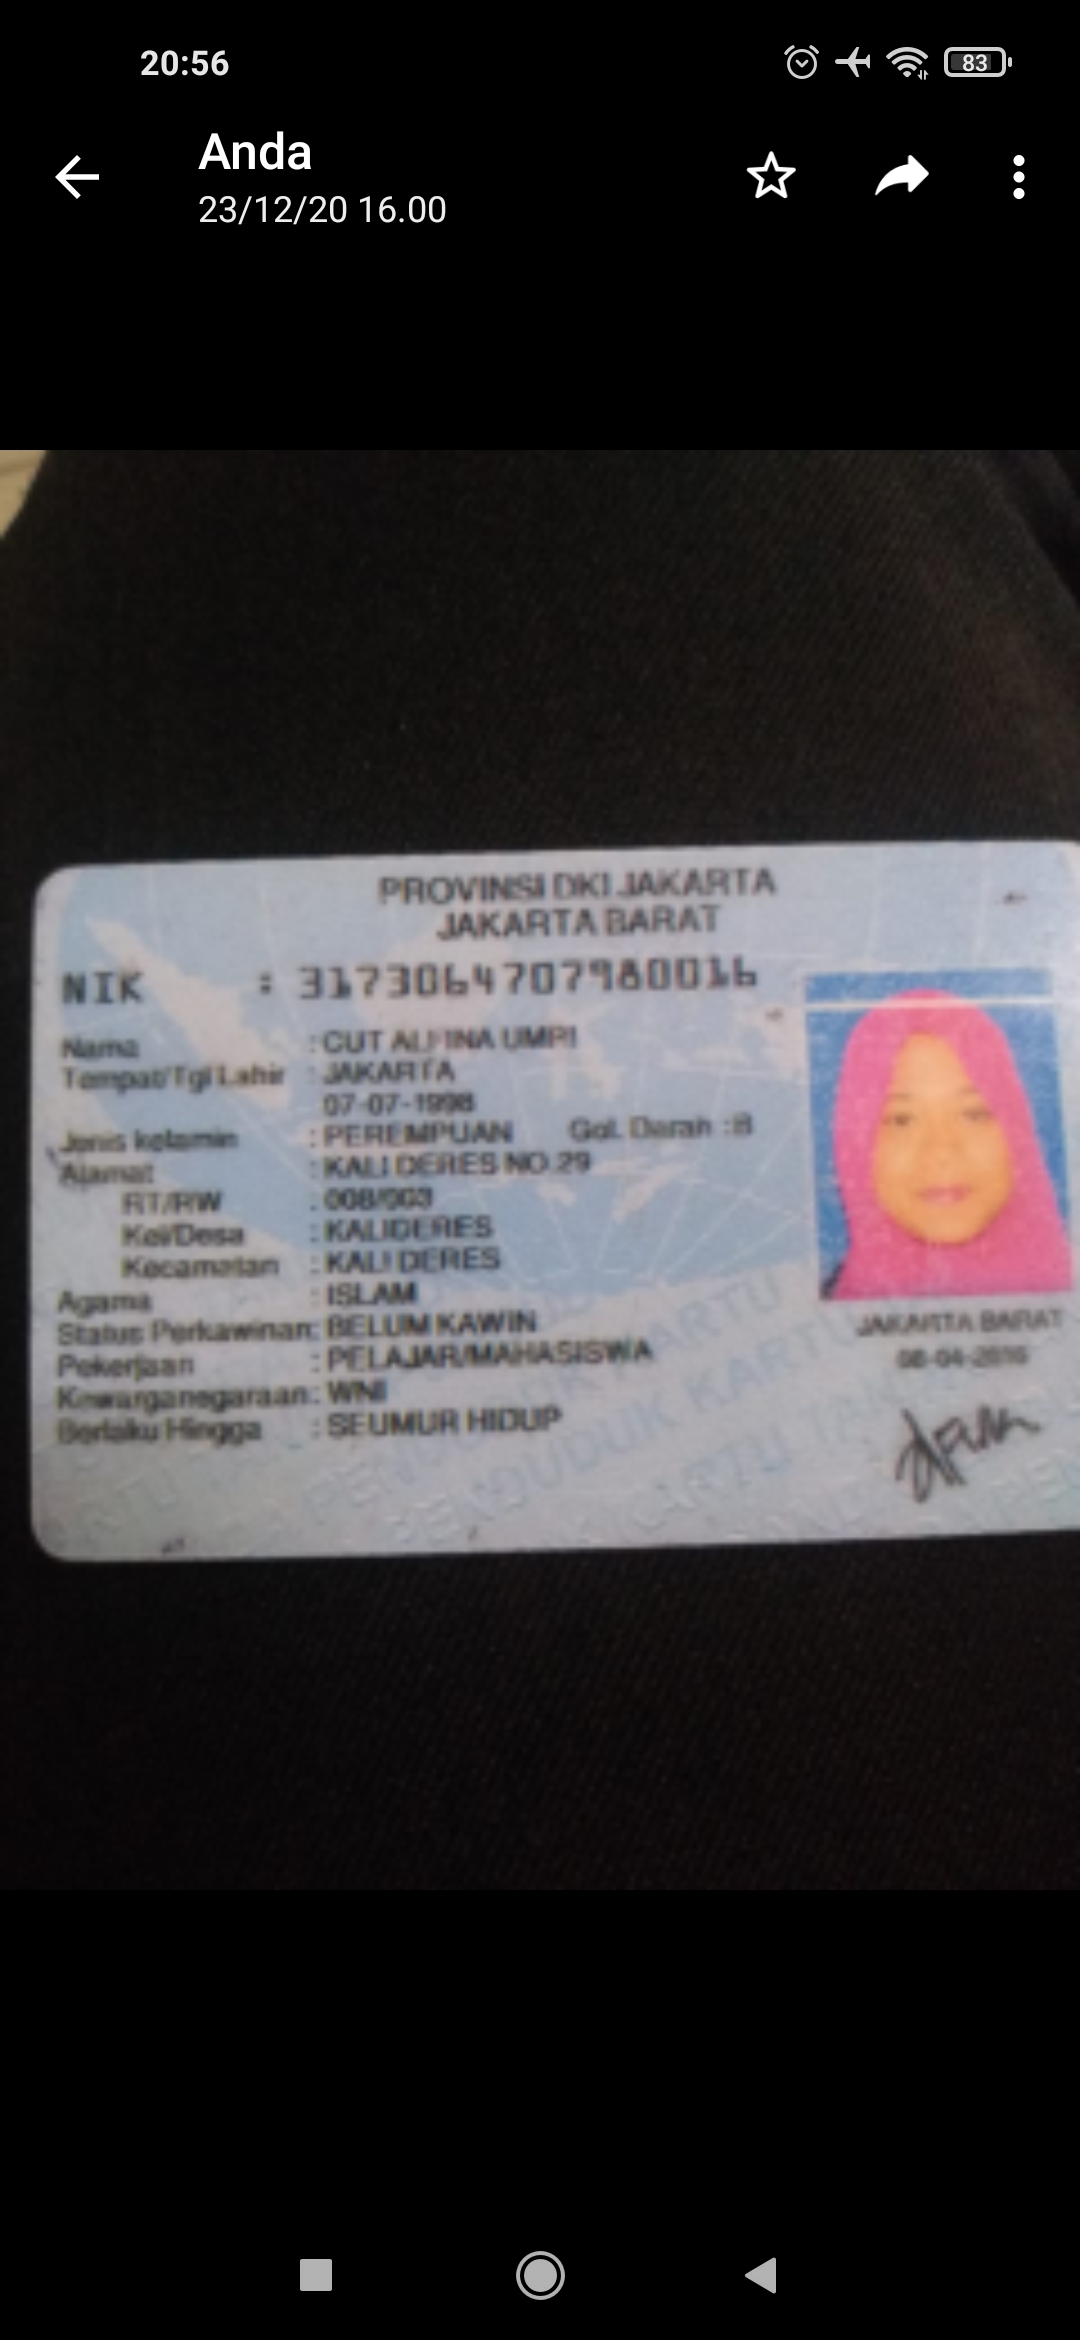 20:56
83
Anda
23/12/20 16.00
PROVINSI DKI JAKARTA
JAKARTA BARAT
NIK : 3173064707980016
Nama : CUT ALFINA UMRI
Tempat/Tgl Lahir : JAKARTA
07-07-1998
Jenis kelamin : PEREMPUAN Gol. Darah : B
Alamat : KALI DERES NO.29
RT/RW : 008/003
Kel/Desa : KALIDERES
Kecamatan : KALI DERES
Agama : ISLAM
Status Perkawinan: BELUM KAWIN
Pekerjaan : PELAJAR/MAHASISWA
Kewarganegaraan: WNI
Berlaku Hingga : SEUMUR HIDUP
JAKARTA BARAT
08-04-2016